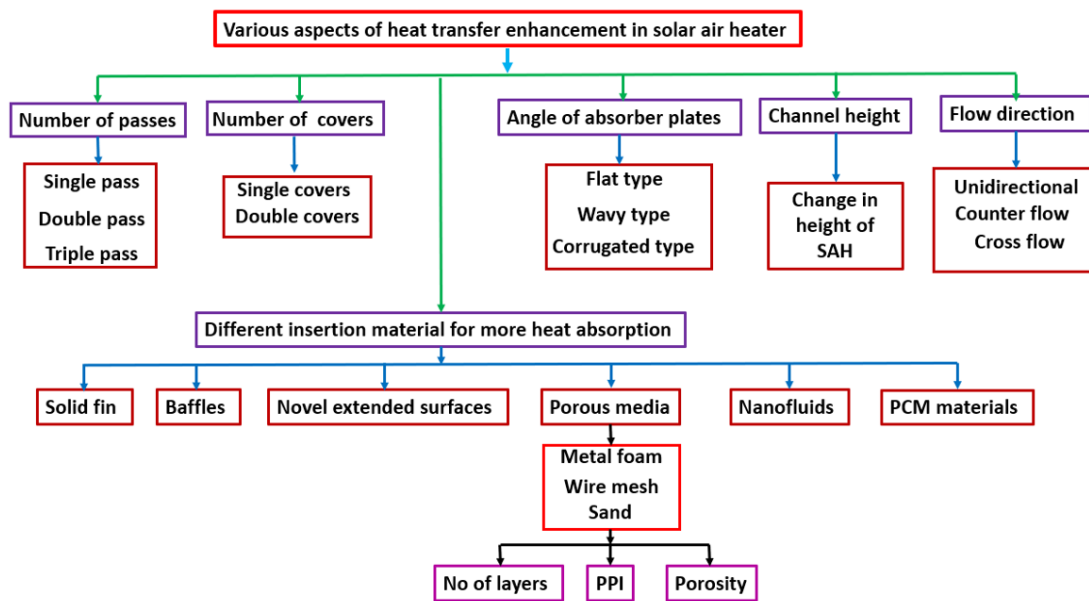 Various aspects of heat transfer enhancement in solar air heater
Number of passes
Number of covers
Angle of absorber plates
Channel height
Flow direction
Single pass
Double pass
Triple pass
Single covers
Double covers
Flat type
Wavy type
Corrugated type
Change in
height of
SAH
Unidirectional
Counter flow
Cross flow
Different insertion material for more heat absorption
Solid fin
Baffles
Novel extended surfaces
Porous media
Nanofluids
PCM materials
Metal foam
Wire mesh
Sand
No of layers
PPI
Porosity